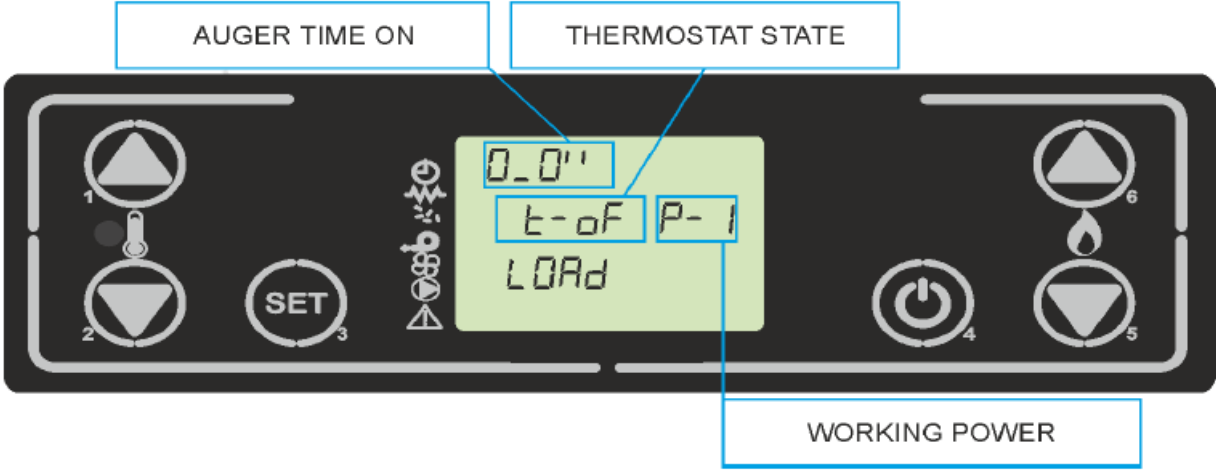 AUGER TIME ON
THERMOSTAT STATE
1
2
SET
3
0_0''
t-oF P-1
LOAd
4
6
5
WORKING POWER